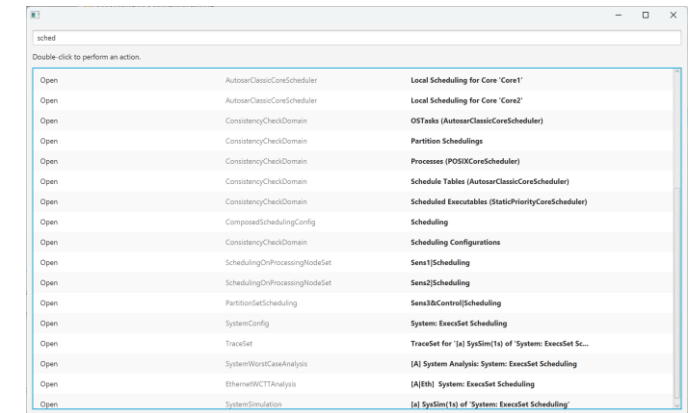 sched
Double-click to perform an action.
Open AutosarClassicCoreScheduler Local Scheduling for Core 'Core1'
Open AutosarClassicCoreScheduler Local Scheduling for Core 'Core2'
Open ConsistencyCheckDomain OSTasks (AutosarClassicCoreScheduler)
Open ConsistencyCheckDomain Partition Schedulings
Open ConsistencyCheckDomain Processes (POSIXCoreScheduler)
Open ConsistencyCheckDomain Schedule Tables (AutosarClassicCoreScheduler)
Open ConsistencyCheckDomain Scheduled Executables (StaticPriorityCoreScheduler)
Open ComposedSchedulingConfig Scheduling
Open ConsistencyCheckDomain Scheduling Configurations
Open SchedulingOnProcessingNodeSet Sens1|Scheduling
Open SchedulingOnProcessingNodeSet Sens2|Scheduling
Open PartitionSetScheduling Sens3&Control|Scheduling
Open SystemConfig System: ExecsSet Scheduling
Open TraceSet TraceSet for '[a] SysSim(1s) of 'System: ExecsSet Sc...
Open SystemWorstCaseAnalysis [A] System Analysis: System: ExecsSet Scheduling
Open EthernetWCTTAnalysis [A|Eth] System: ExecsSet Scheduling
Open SystemSimulation [a] SysSim(1s) of 'System: ExecsSet Scheduling'